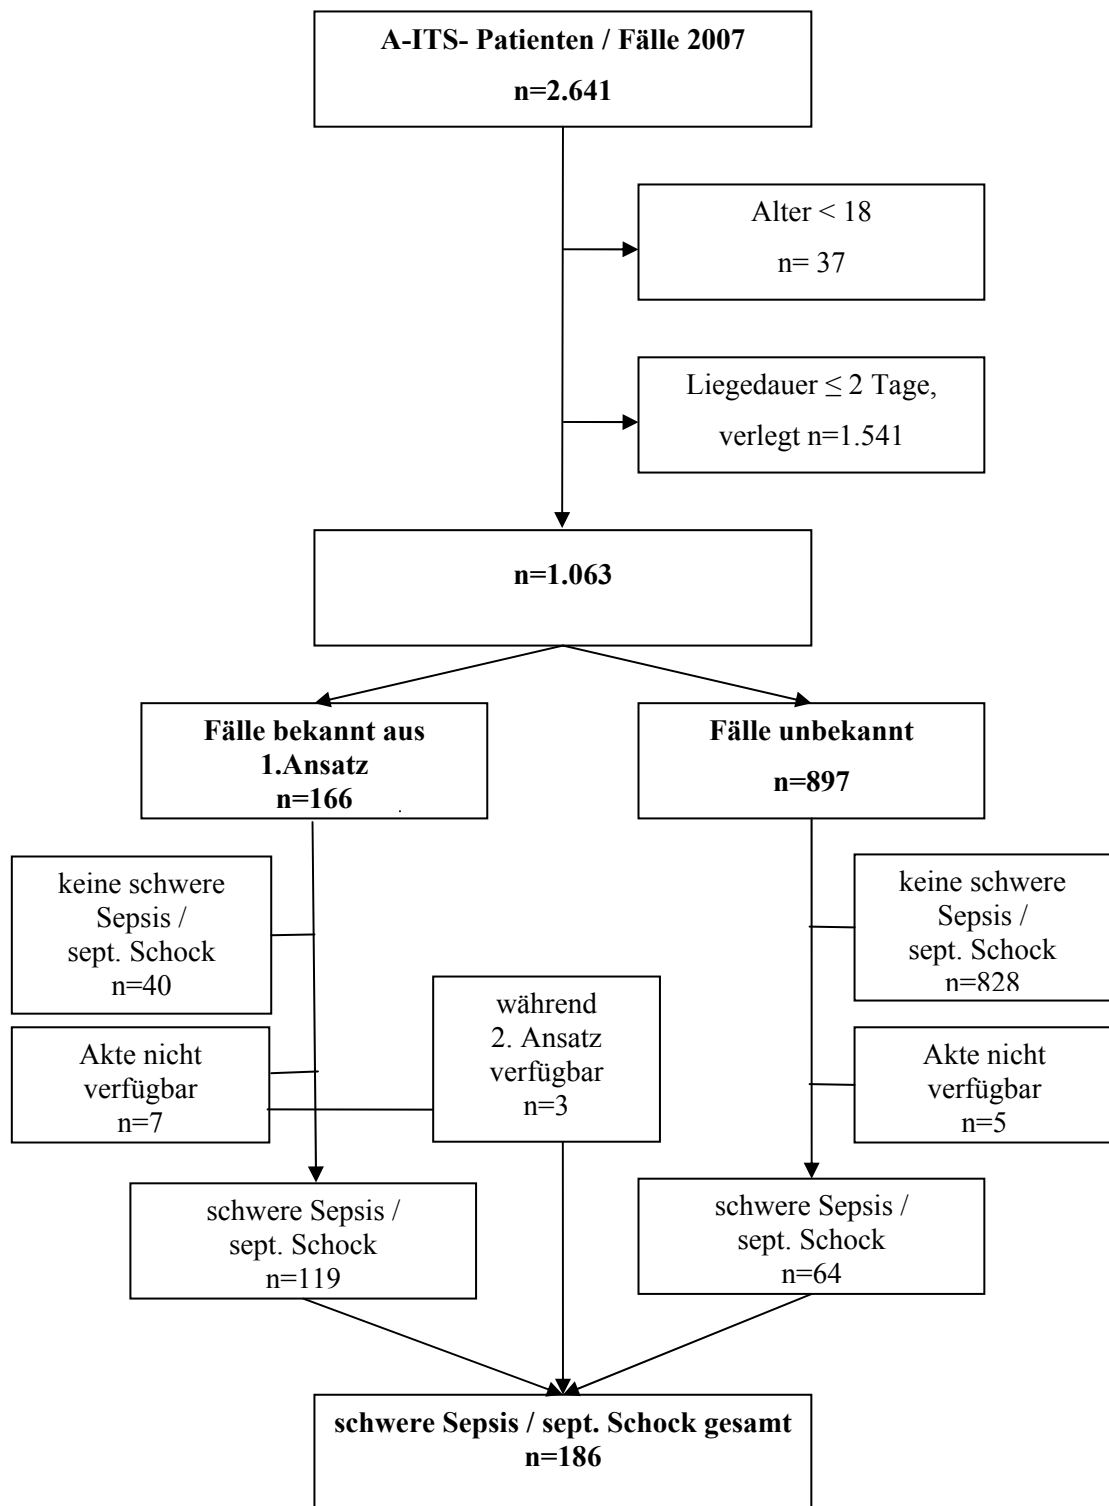 A-ITS- Patienten / Fälle 2007
n=2.641
Alter < 18
n= 37
Liegedauer ≤ 2 Tage,
verlegt n=1.541
n=1.063
Fälle bekannt aus
1.Ansatz
n=166
Fälle unbekannt
n=897
keine schwere
Sepsis /
sept. Schock
n=40
keine schwere
Sepsis /
sept. Schock
n=828
Akte nicht
verfügbar
n=7
während
2. Ansatz
verfügbar
n=3
Akte nicht
verfügbar
n=5
schwere Sepsis /
sept. Schock
n=119
schwere Sepsis /
sept. Schock
n=64
schwere Sepsis / sept. Schock gesamt
n=186